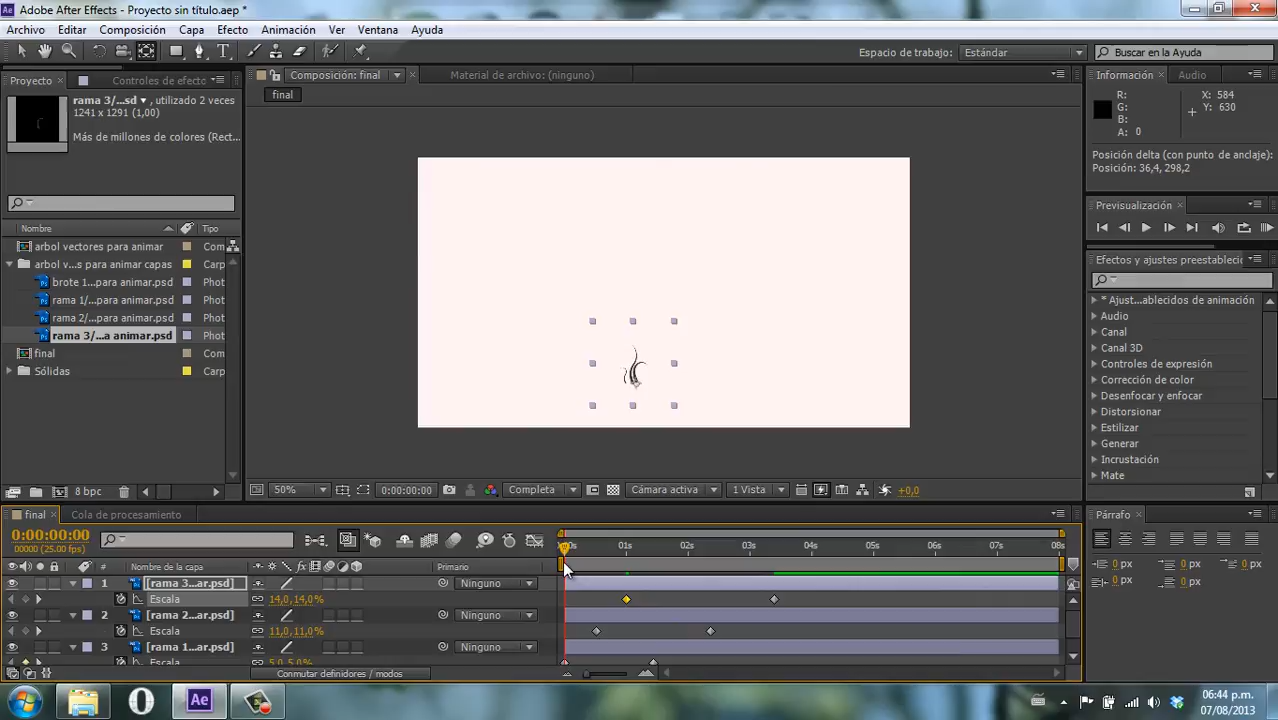 Adobe After Effects - Proyecto sin título.aep *
Archivo Editar Composición Capa Efecto Animación Ver Ventana Ayuda
Espacio de trabajo: Estándar Buscar en la Ayuda
Proyecto Controles de efecto Composición: final Material de archivo: (ninguno) Información Audio
rama 3/...sd ▾, utilizado 2 veces
1241 x 1291 (1,00)
Más de millones de colores (Rect...
final
R: X: 584
G: Y: 630
B:
A: 0
Posición delta (con punto de anclaje):
Posición: 36,4, 298,2
Previsualización
Nombre Tipo
arbol vectores para animar Com
arbol v...s para animar capas Carp
brote 1...para animar.psd Phot
rama 1/...para animar.psd Phot
rama 2/...para animar.psd Phot
rama 3/...a animar.psd Phot
final Com
Sólidas Carp
Efectos y ajustes preestableci
* Ajust...ablecidos de animación
Audio
Canal
Canal 3D
Controles de expresión
Corrección de color
Desenfocar y enfocar
Distorsionar
Estilizar
Generar
Incrustación
Mate
8 bpc 50% 0:00:00:00 Completa Cámara activa 1 Vista +0,0
final Cola de procesamiento Párrafo
0:00:00:00
00000 (25.00 fps)
01s 02s 03s 04s 05s 06s 07s 08s
Nombre de la capa Primario
1 [rama 3...ar.psd] Ninguno
Escala 14,0,14,0%
2 [rama 2...ar.psd] Ninguno
Escala 11,0,11,0%
3 [rama 1...ar.psd] Ninguno
Escala 5,0,5,0%
Conmutar definidores / modos
0 px 0 px 0 px
0 px 0 px
Ae
06:44 p.m.
07/08/2013